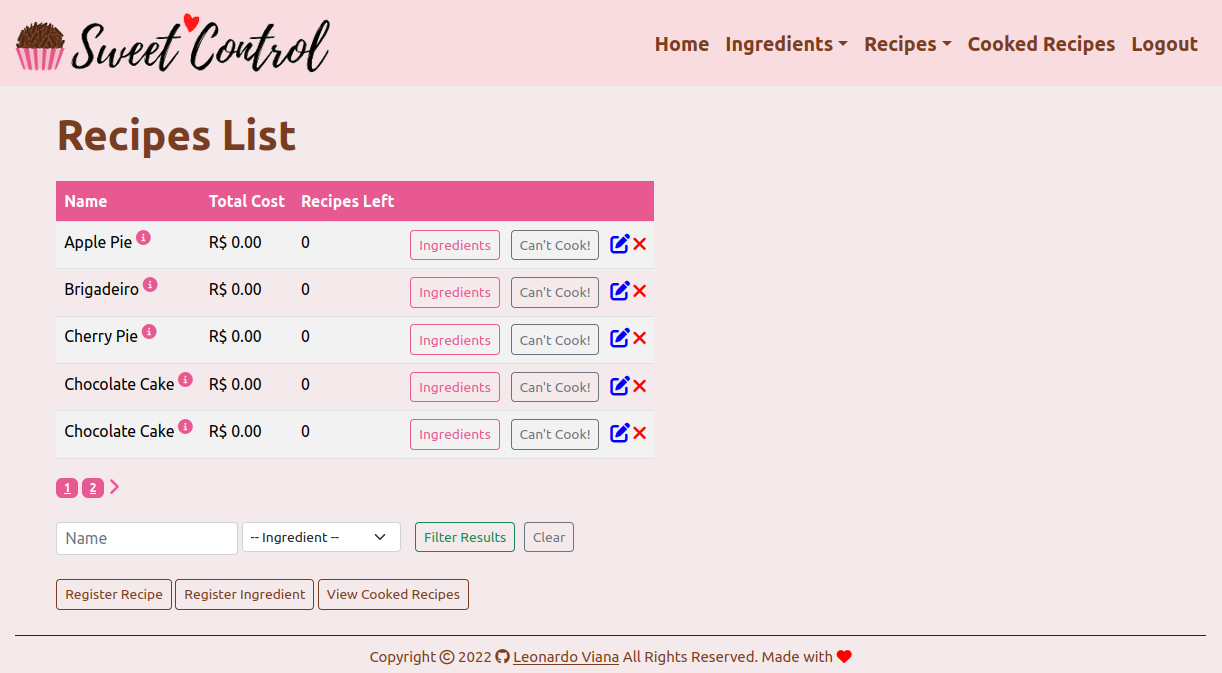 Sweet Control
Home Ingredients Recipes Cooked Recipes Logout
Recipes List
Name Total Cost Recipes Left
Apple Pie R$ 0.00 0 Ingredients Can't Cook!
Brigadeiro R$ 0.00 0 Ingredients Can't Cook!
Cherry Pie R$ 0.00 0 Ingredients Can't Cook!
Chocolate Cake R$ 0.00 0 Ingredients Can't Cook!
Chocolate Cake R$ 0.00 0 Ingredients Can't Cook!
1 2
Name -- Ingredient -- Filter Results Clear
Register Recipe Register Ingredient View Cooked Recipes
Copyright © 2022 Leonardo Viana All Rights Reserved. Made with